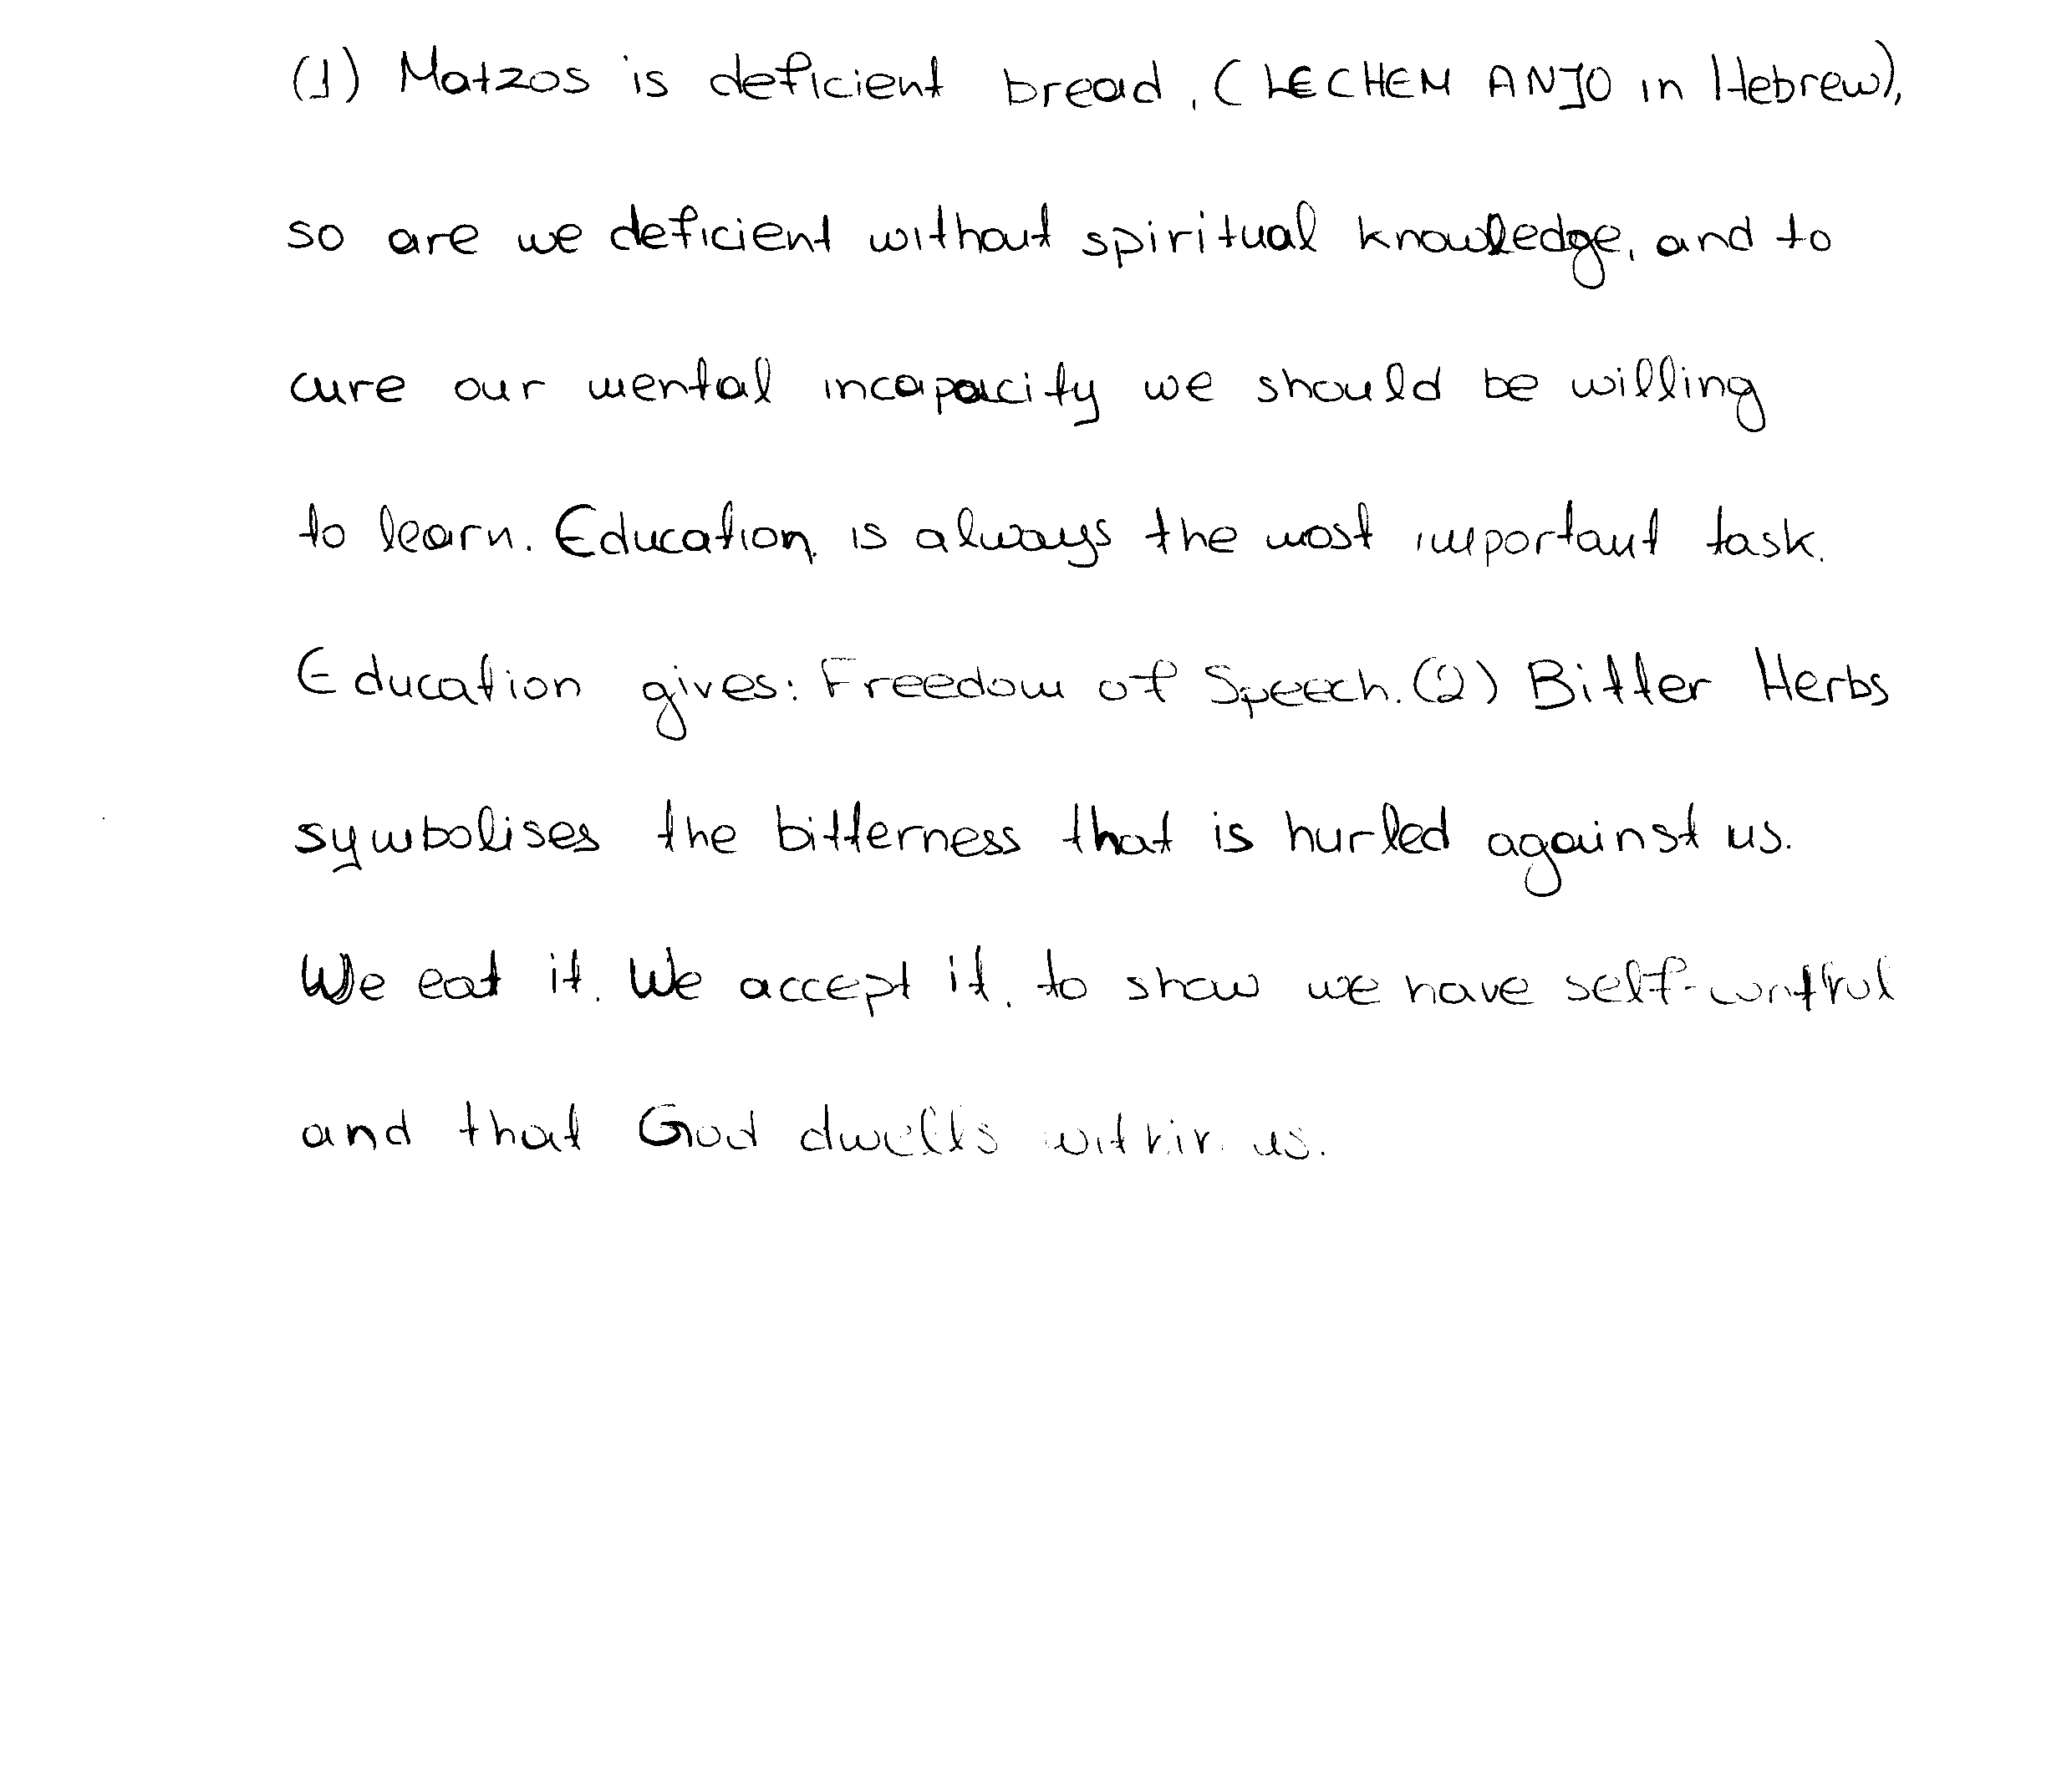 (1) Matzos is deficient bread, (LECHEM ANJO in Hebrew),
so are we deficient without spiritual knowledge, and to
cure our mental incapacity we should be willing
to learn. Education is always the most important task.
Education gives: Freedom of Speech. (2) Bitter Herbs
symbolises the bitterness that is hurled against us.
We eat it. We accept it, to show we have self-control
and that God dwells within us.